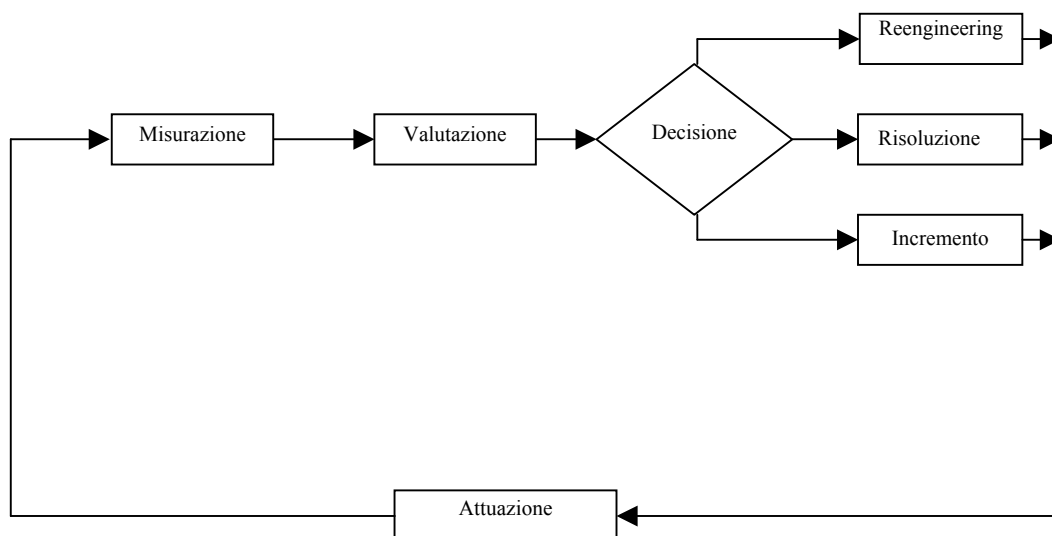 Reengineering
Misurazione
Valutazione
Decisione
Risoluzione
Incremento
Attuazione